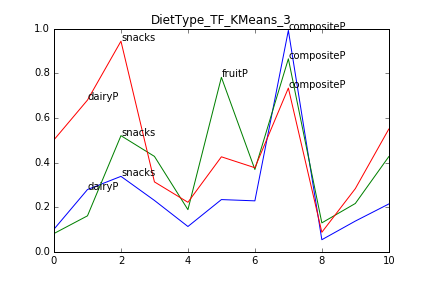 DietType_TF_KMeans_3
1.0
0.8
0.6
0.4
0.2
0.0
0
2
4
6
8
10
compositeP
snacks
compositeP
fruitP
compositeP
dairyP
snacks
snacks
dairyP